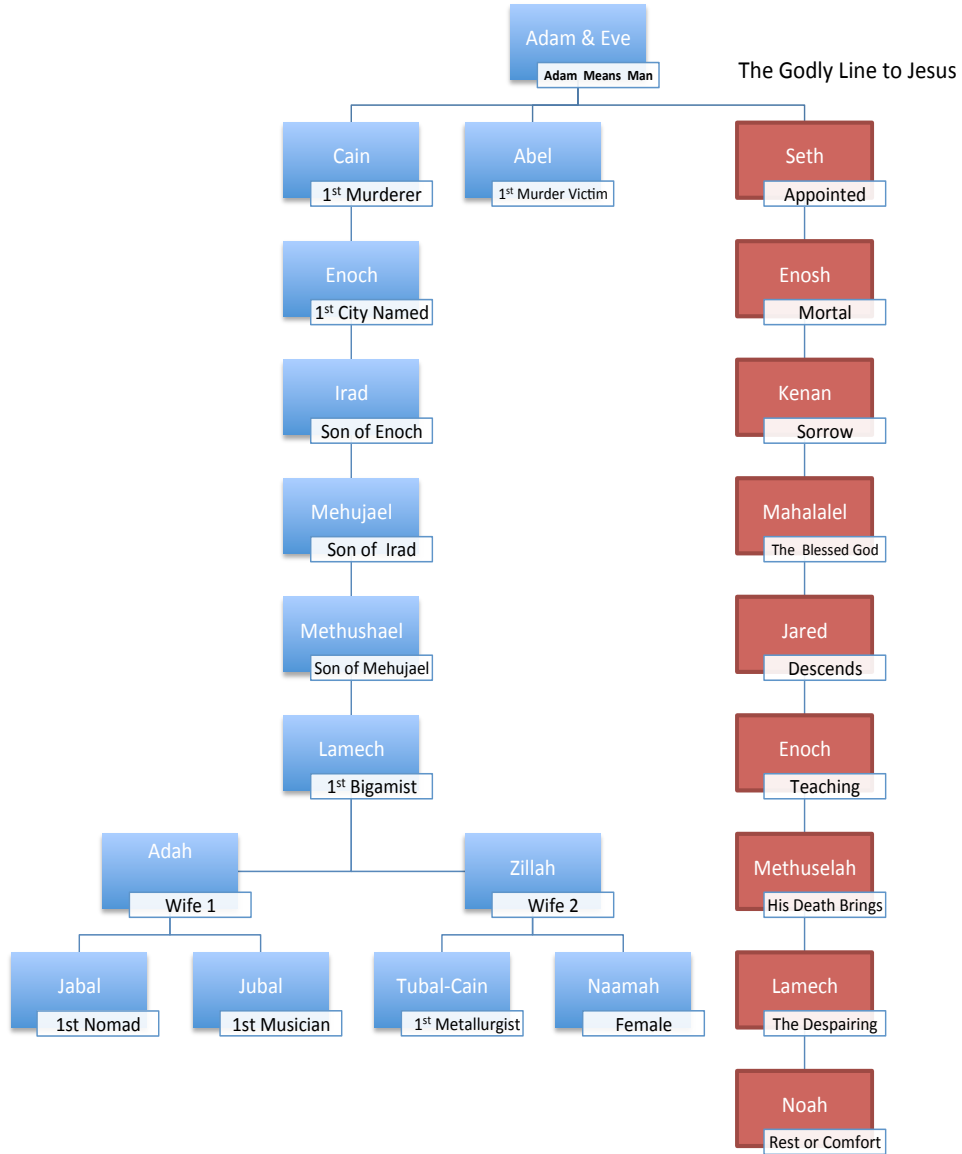 Adam & Eve
Adam Means Man
The Godly Line to Jesus
Cain
1st Murderer
Abel
1st Murder Victim
Seth
Appointed
Enoch
1st City Named
Enosh
Mortal
Irad
Son of Enoch
Kenan
Sorrow
Mehujael
Son of Irad
Mahalalel
The Blessed God
Methushael
Son of Mehujael
Jared
Descends
Lamech
1st Bigamist
Enoch
Teaching
Adah
Wife 1
Zillah
Wife 2
Methuselah
His Death Brings
Jabal
1st Nomad
Jubal
1st Musician
Tubal-Cain
1st Metallurgist
Naamah
Female
Lamech
The Despairing
Noah
Rest or Comfort